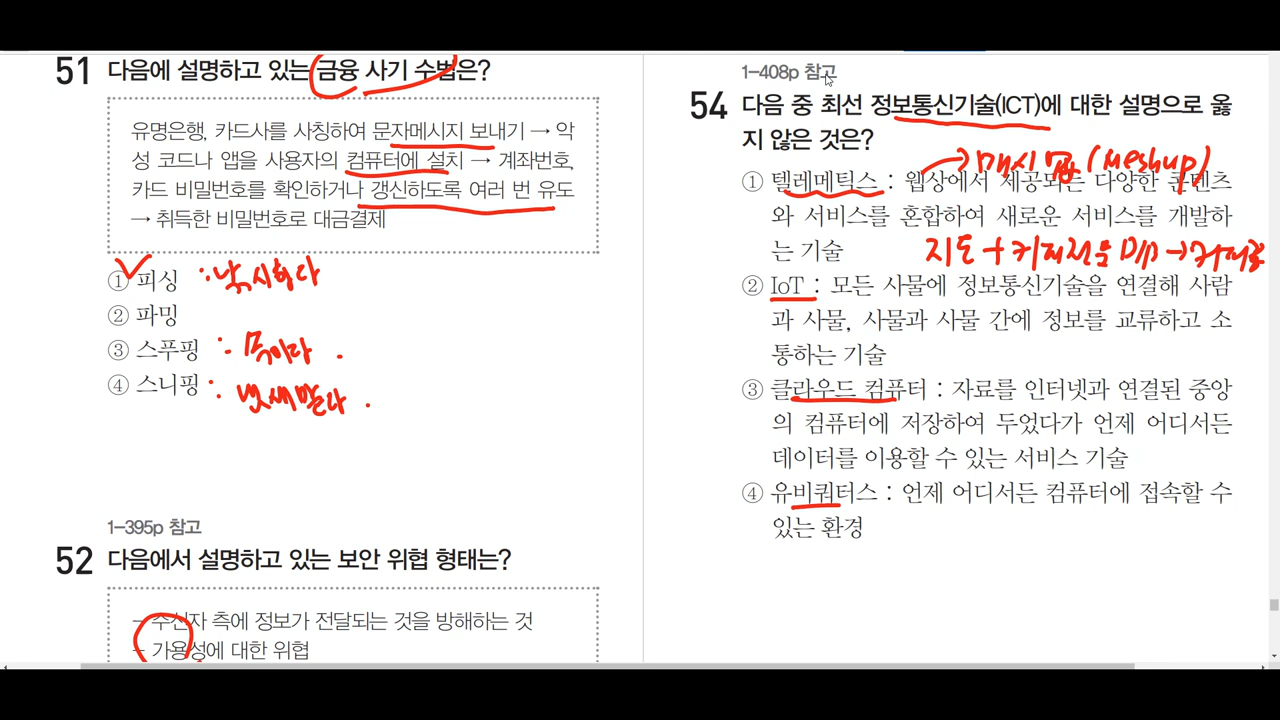 51 다음에 설명하고 있는 금융 사기 수법은?
유명은행, 카드사를 사칭하여 문자메시지 보내기 → 악
성 코드나 앱을 사용자의 컴퓨터에 설치 → 계좌번호,
카드 비밀번호를 확인하거나 갱신하도록 여러 번 유도
→ 취득한 비밀번호로 대금결제
① 피싱 : 낚시하다
② 파밍
③ 스푸핑 : 속이다.
④ 스니핑 : 냄새 맡다.
1-395p 참고
52 다음에서 설명하고 있는 보안 위협 형태는?
- 수신자 측에 정보가 전달되는 것을 방해하는 것
- 가용성에 대한 위협
1-408p 참고
54 다음 중 최선 정보통신기술(ICT)에 대한 설명으로 옳
지 않은 것은?
→ 매시업 (Meshup)
① 텔레메틱스 : 웹상에서 제공되는 다양한 콘텐츠
와 서비스를 혼합하여 새로운 서비스를 개발하
는 기술
지도 +
② IoT : 모든 사물에 정보통신기술을 연결해 사람
과 사물, 사물과 사물 간에 정보를 교류하고 소
통하는 기술
③ 클라우드 컴퓨터 : 자료를 인터넷과 연결된 중앙
의 컴퓨터에 저장하여 두었다가 언제 어디서든
데이터를 이용할 수 있는 서비스 기술
④ 유비쿼터스 : 언제 어디서든 컴퓨터에 접속할 수
있는 환경